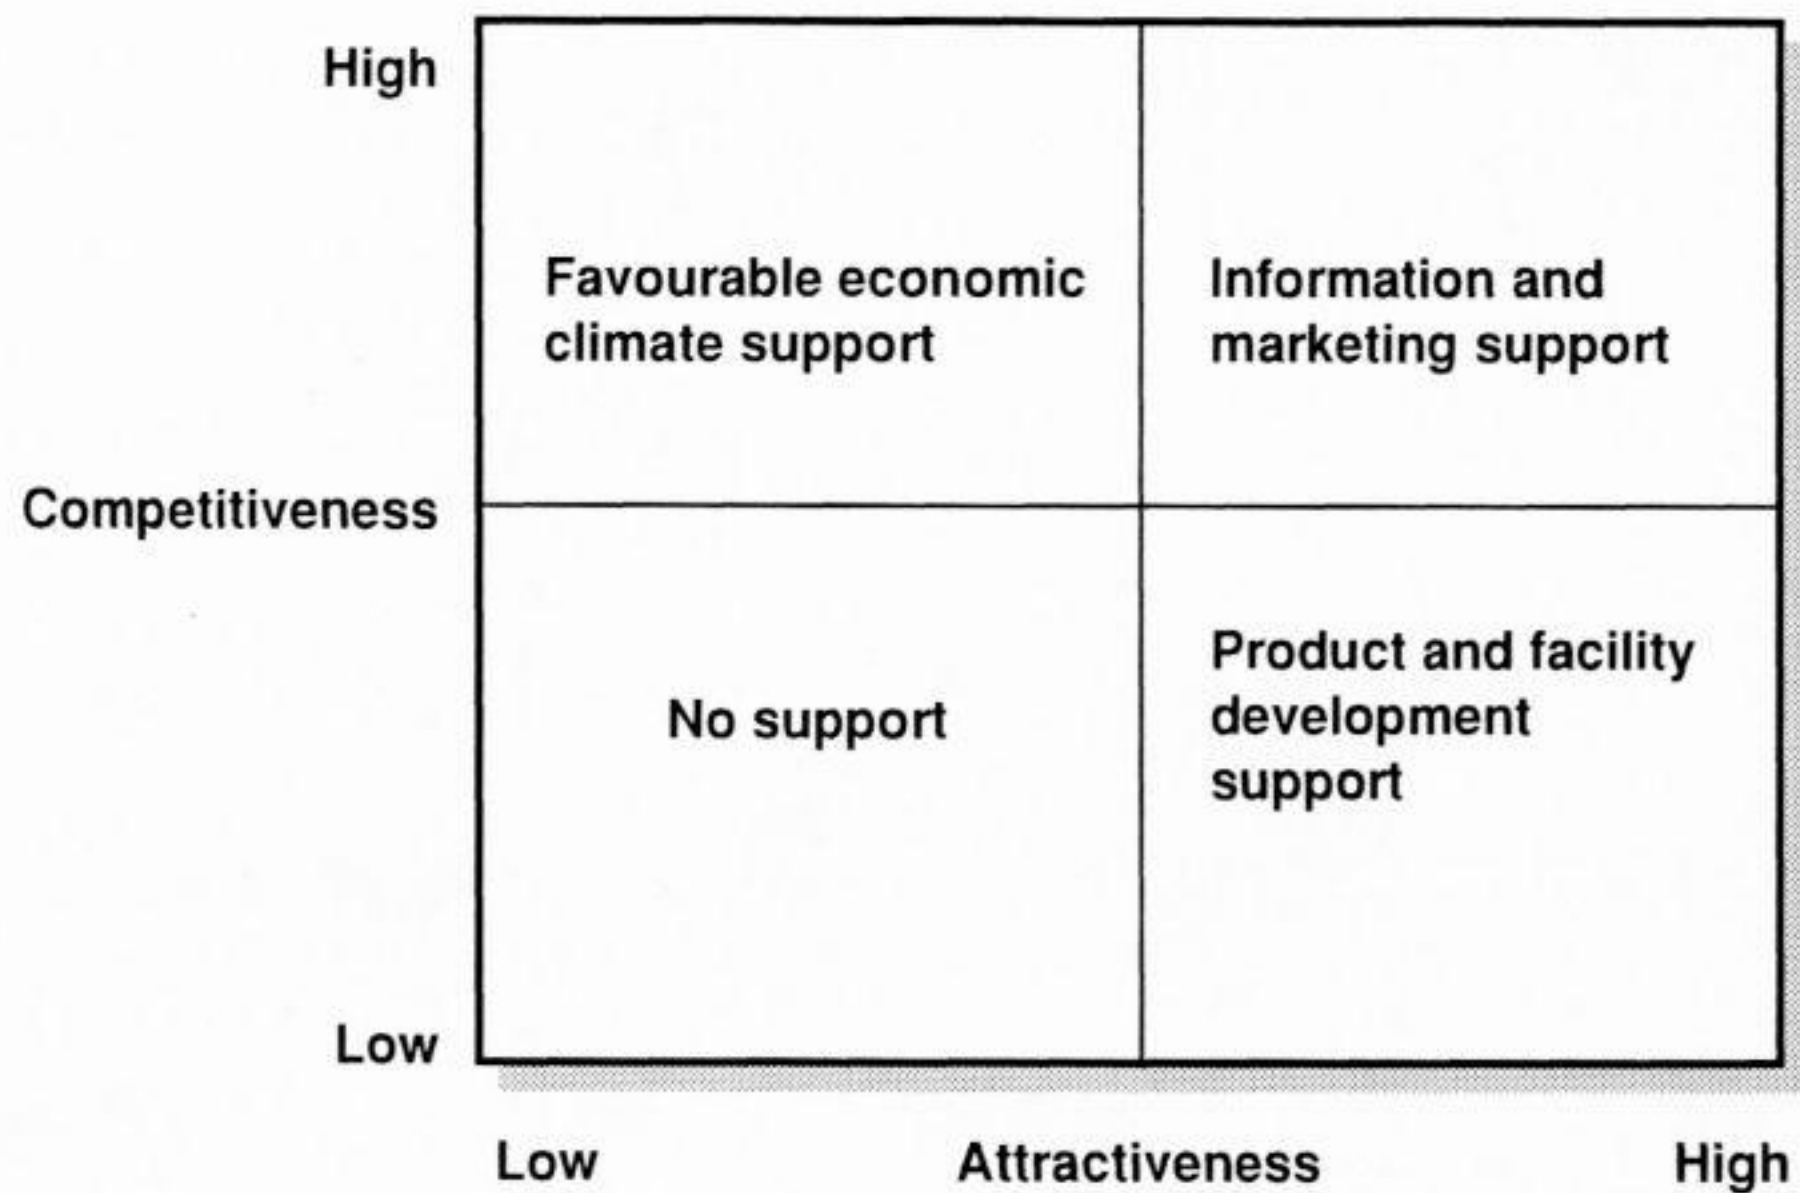 High
Favourable economic
climate support
Information and
marketing support
Competitiveness
No support
Product and facility
development
support
Low
Low
Attractiveness
High